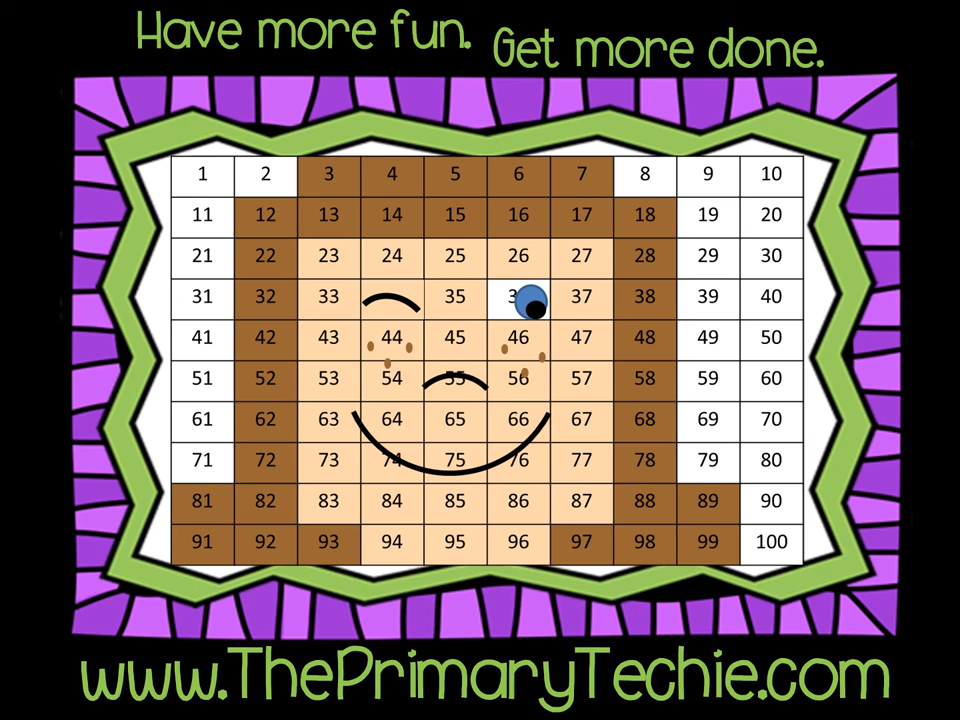 Have more fun. Get more done.
1 2 3 4 5 6 7 8 9 10
11 12 13 14 15 16 17 18 19 20
21 22 23 24 25 26 27 28 29 30
31 32 33 35 37 38 39 40
41 42 43 44 45 46 47 48 49 50
51 52 53 54 55 56 57 58 59 60
61 62 63 64 65 66 67 68 69 70
71 72 73 74 75 76 77 78 79 80
81 82 83 84 85 86 87 88 89 90
91 92 93 94 95 96 97 98 99 100
www.ThePrimaryTechie.com